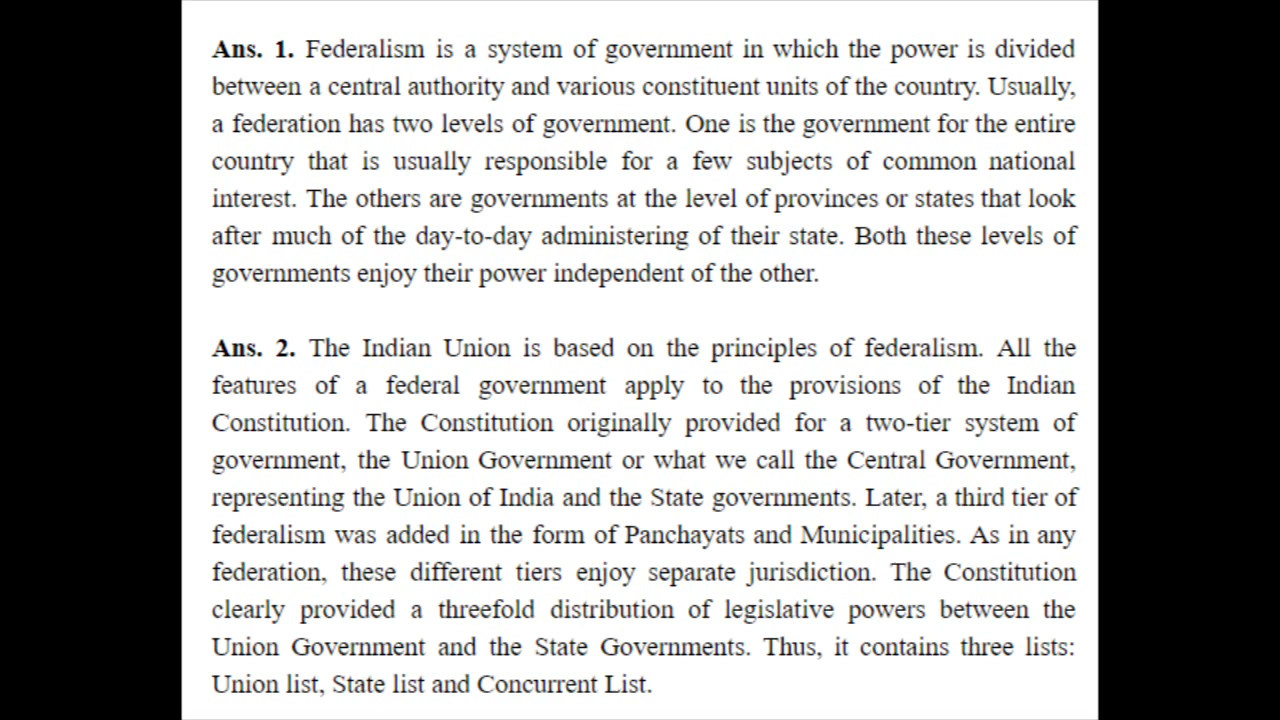 Ans. 1. Federalism is a system of government in which the power is divided
between a central authority and various constituent units of the country. Usually,
a federation has two levels of government. One is the government for the entire
country that is usually responsible for a few subjects of common national
interest. The others are governments at the level of provinces or states that look
after much of the day-to-day administering of their state. Both these levels of
governments enjoy their power independent of the other.
Ans. 2. The Indian Union is based on the principles of federalism. All the
features of a federal government apply to the provisions of the Indian
Constitution. The Constitution originally provided for a two-tier system of
government, the Union Government or what we call the Central Government,
representing the Union of India and the State governments. Later, a third tier of
federalism was added in the form of Panchayats and Municipalities. As in any
federation, these different tiers enjoy separate jurisdiction. The Constitution
clearly provided a threefold distribution of legislative powers between the
Union Government and the State Governments. Thus, it contains three lists:
Union list, State list and Concurrent List.